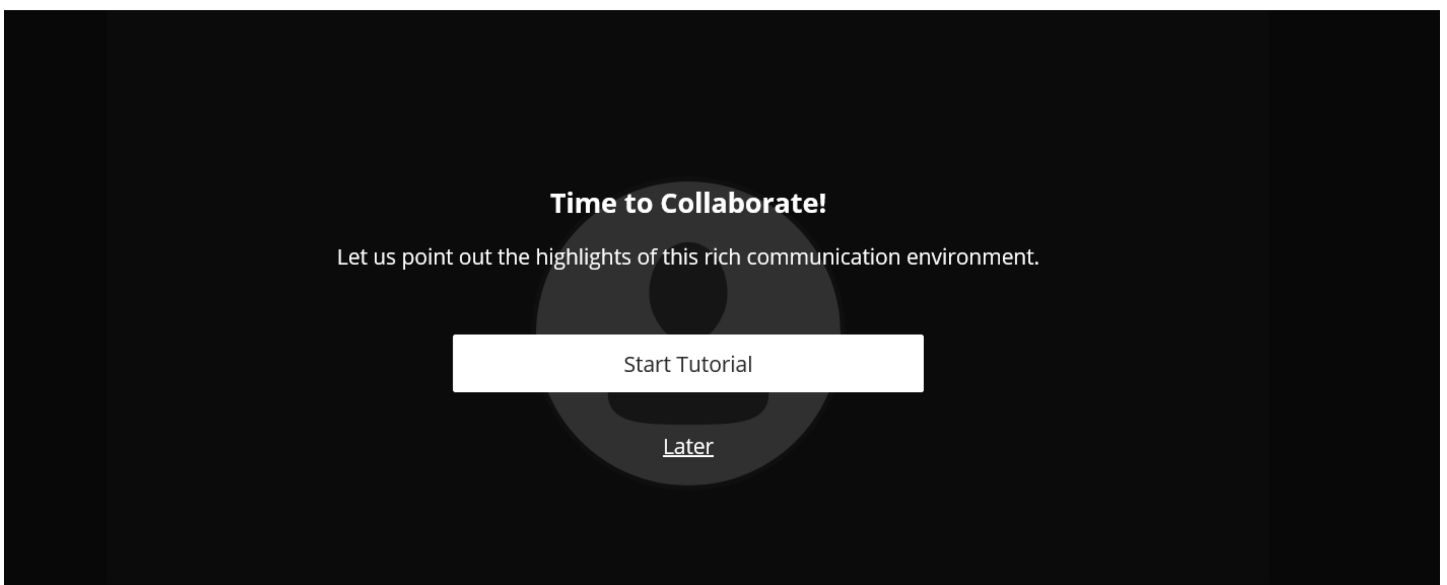 Time to Collaborate!
Let us point out the highlights of this rich communication environment.
Start Tutorial
Later